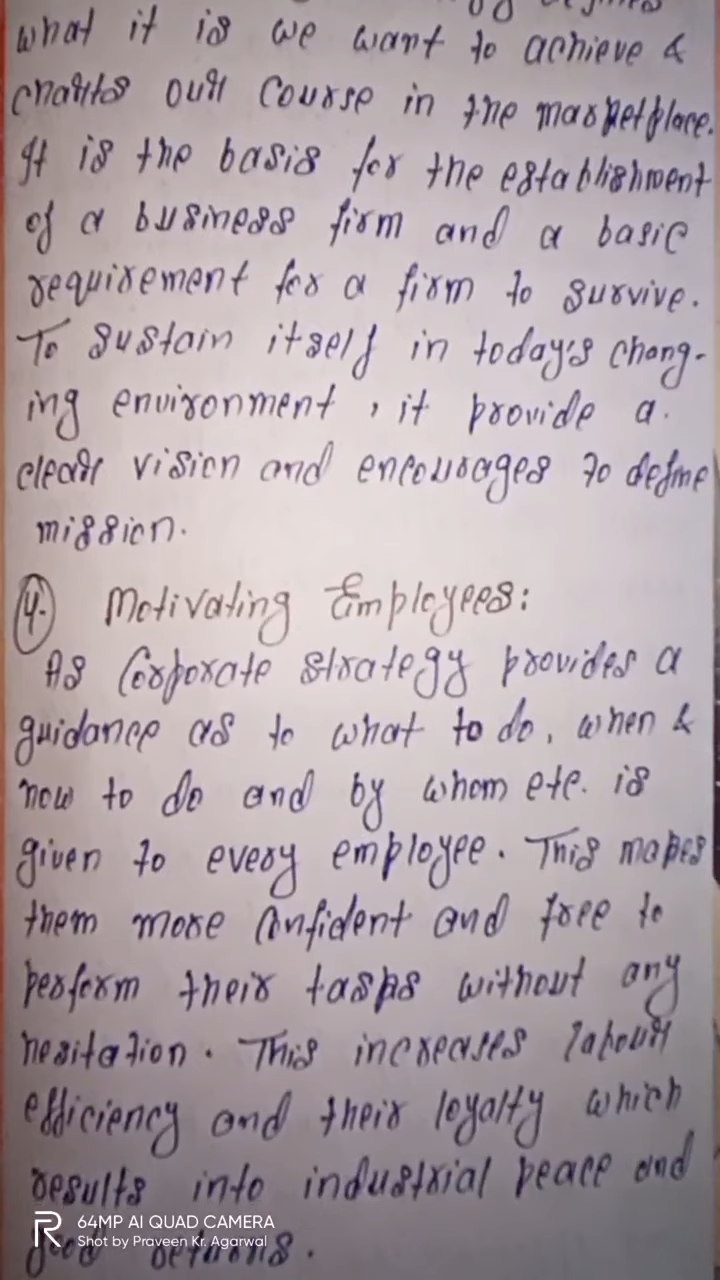 what it is we want to achieve &
charts our course in the marketplace.
It is the basis for the establishment
of a business firm and a basic
requirement for a firm to survive.
To sustain itself in today's chang-
ing environment, it provide a
clear vision and encourages to define
mission.
4. Motivating Employees:
As Corporate strategy provides a
guidance as to what to do, when &
how to do and by whom etc. is
given to every employee. This makes
them more confident and free to
perform their tasks without any
hesitation. This increases labour
efficiency and their loyalty which
results into industrial peace and
good returns.
64MP AI QUAD CAMERA
Shot by Praveen Kr. Agarwal